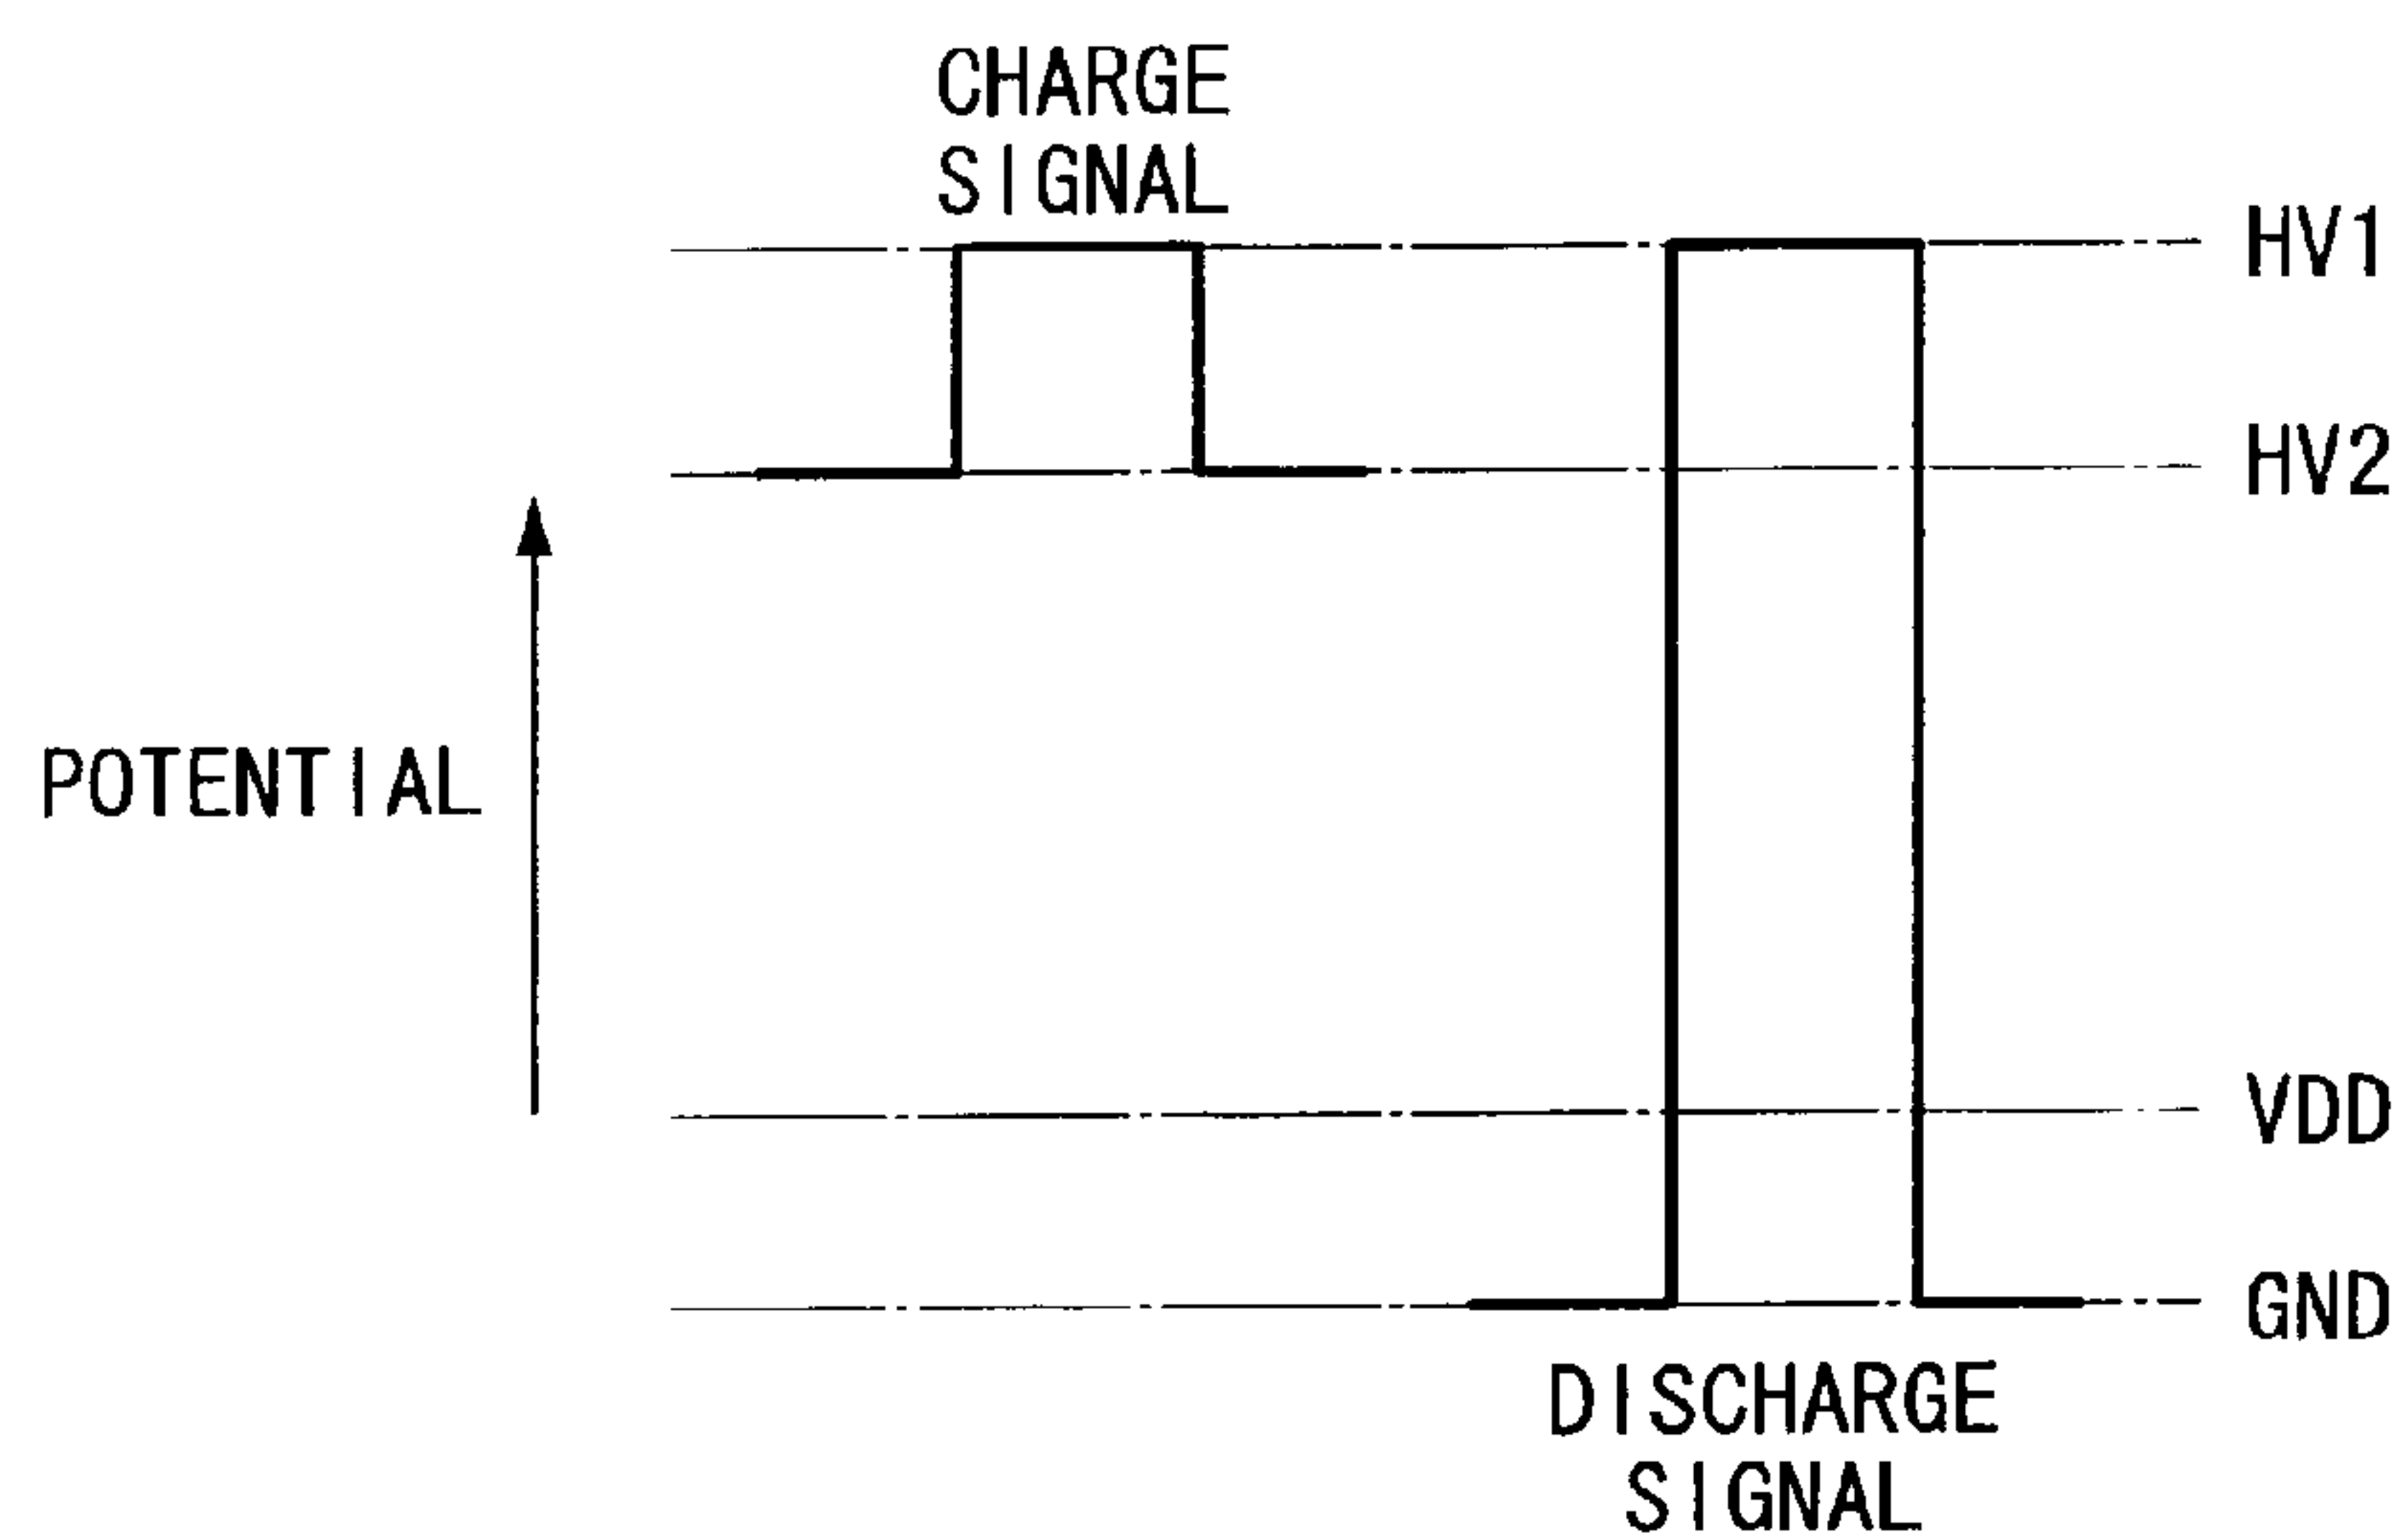 CHARGE
SIGNAL
HV1
HV2
POTENTIAL
VDD
GND
DISCHARGE
SIGNAL